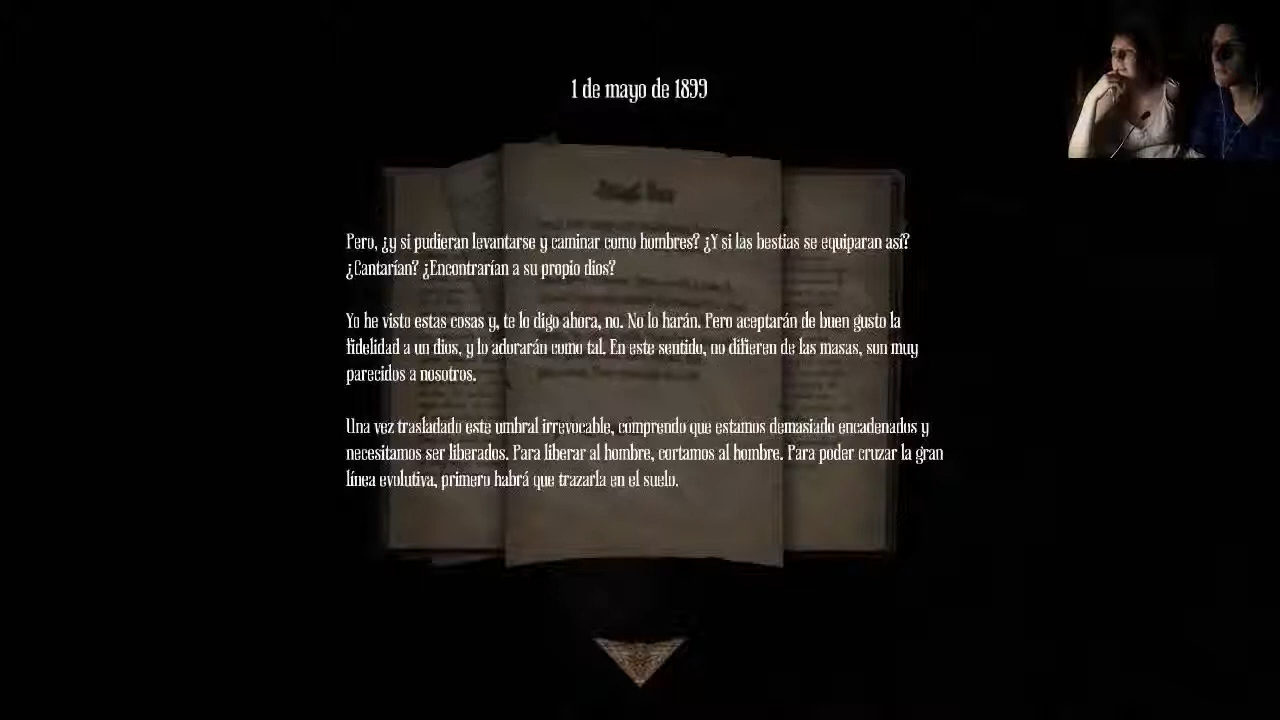 1 de mayo de 1899
Pero, ¿y si pudieran levantarse y caminar como hombres? ¿Y si las bestias se equiparan así?
¿Cantarían? ¿Encontrarían a su propio dios?
Yo he visto estas cosas y, te lo digo ahora, no. No lo harán. Pero aceptarán de buen gusto la
fidelidad a un dios, y lo adorarán como tal. En este sentido, no difieren de las masas, son muy
parecidos a nosotros.
Una vez trasladado este umbral irrevocable, comprendo que estamos demasiado encadenados y
necesitamos ser liberados. Para liberar al hombre, cortamos al hombre. Para poder cruzar la gran
línea evolutiva, primero habrá que trazarla en el suelo.